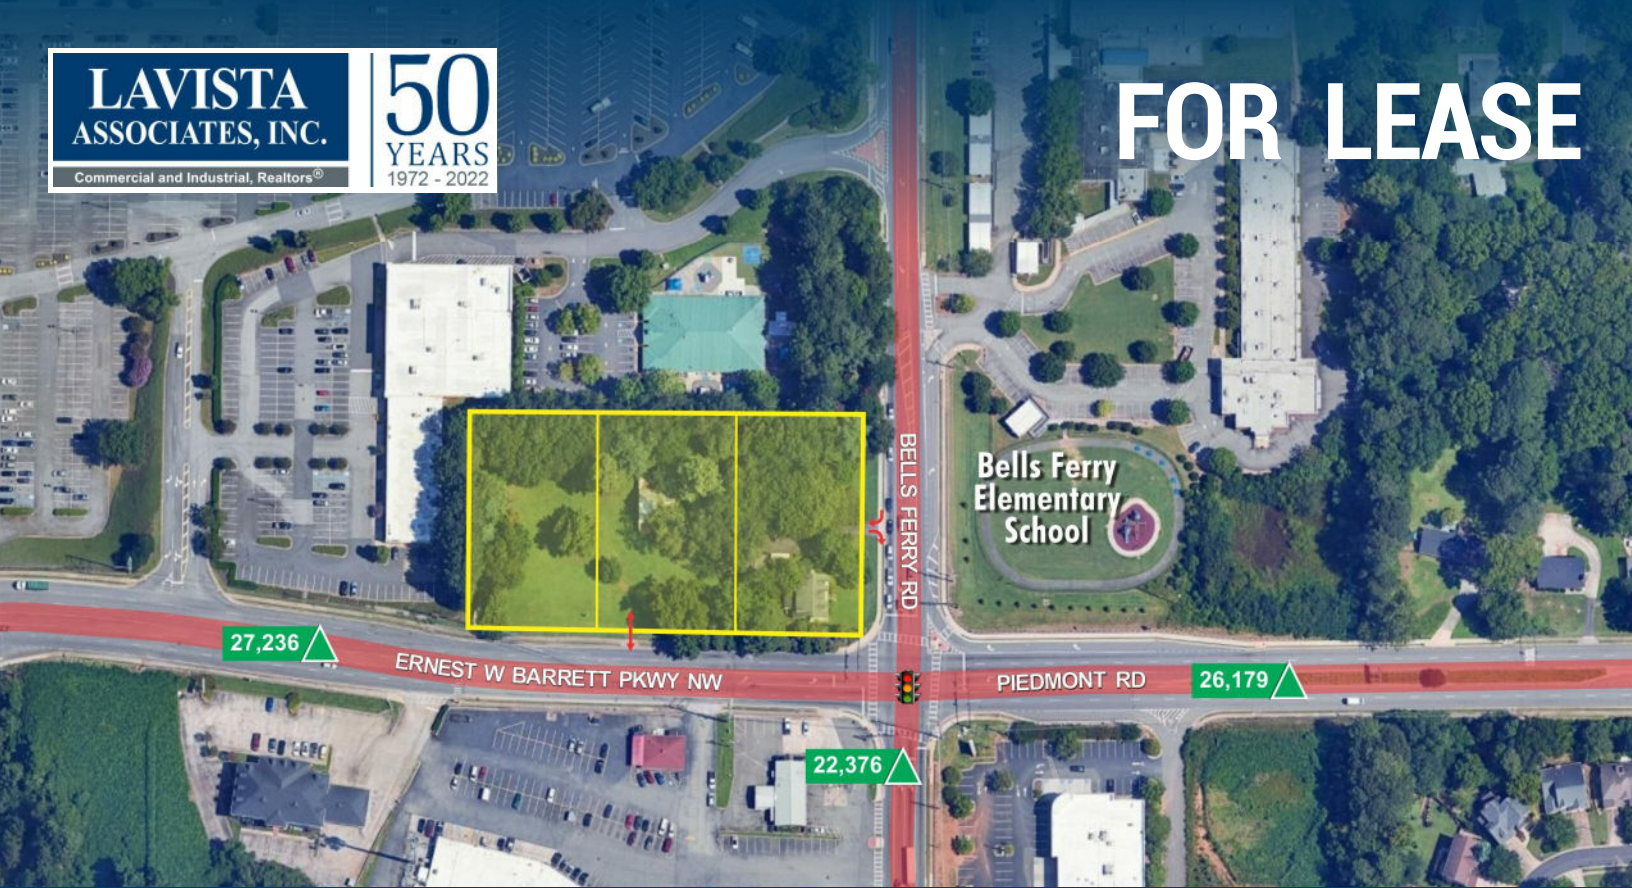 LAVISTA
ASSOCIATES, INC.
Commercial and Industrial, Realtors®
50
YEARS
1972 - 2022
FOR LEASE
BELLS FERRY RD
Bells Ferry
Elementary
School
27,236
ERNEST W BARRETT PKWY NW
PIEDMONT RD
26,179
22,376